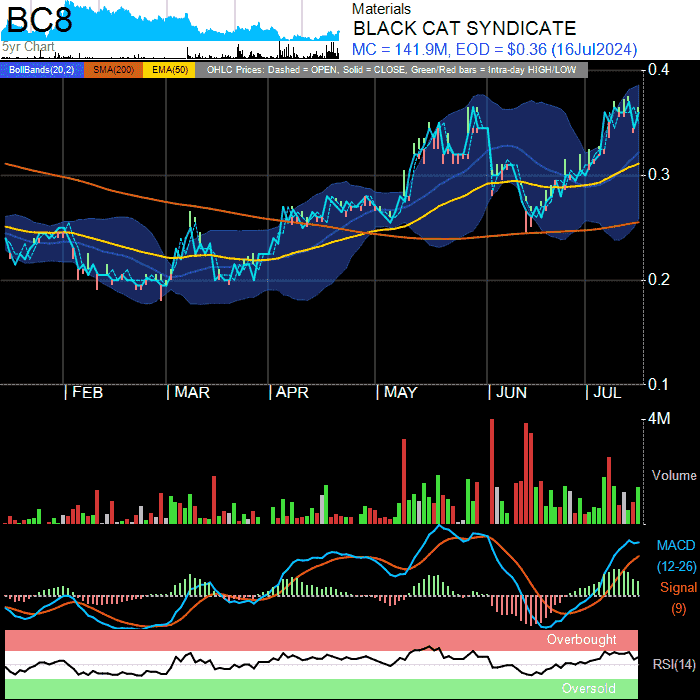 BC8
5yr Chart
Materials
BLACK CAT SYNDICATE
MC = 141.9M, EOD = $0.36 (16Jul2024)
BollBands(20,2) SMA(200) EMA(50) OHLC Prices: Dashed = OPEN, Solid = CLOSE, Green/Red bars = Intra-day HIGH/LOW
0.4
0.3
0.2
0.1
FEB MAR APR MAY JUN JUL
4M
Volume
MACD
(12-26)
Signal
(9)
Overbought
RSI(14)
Oversold